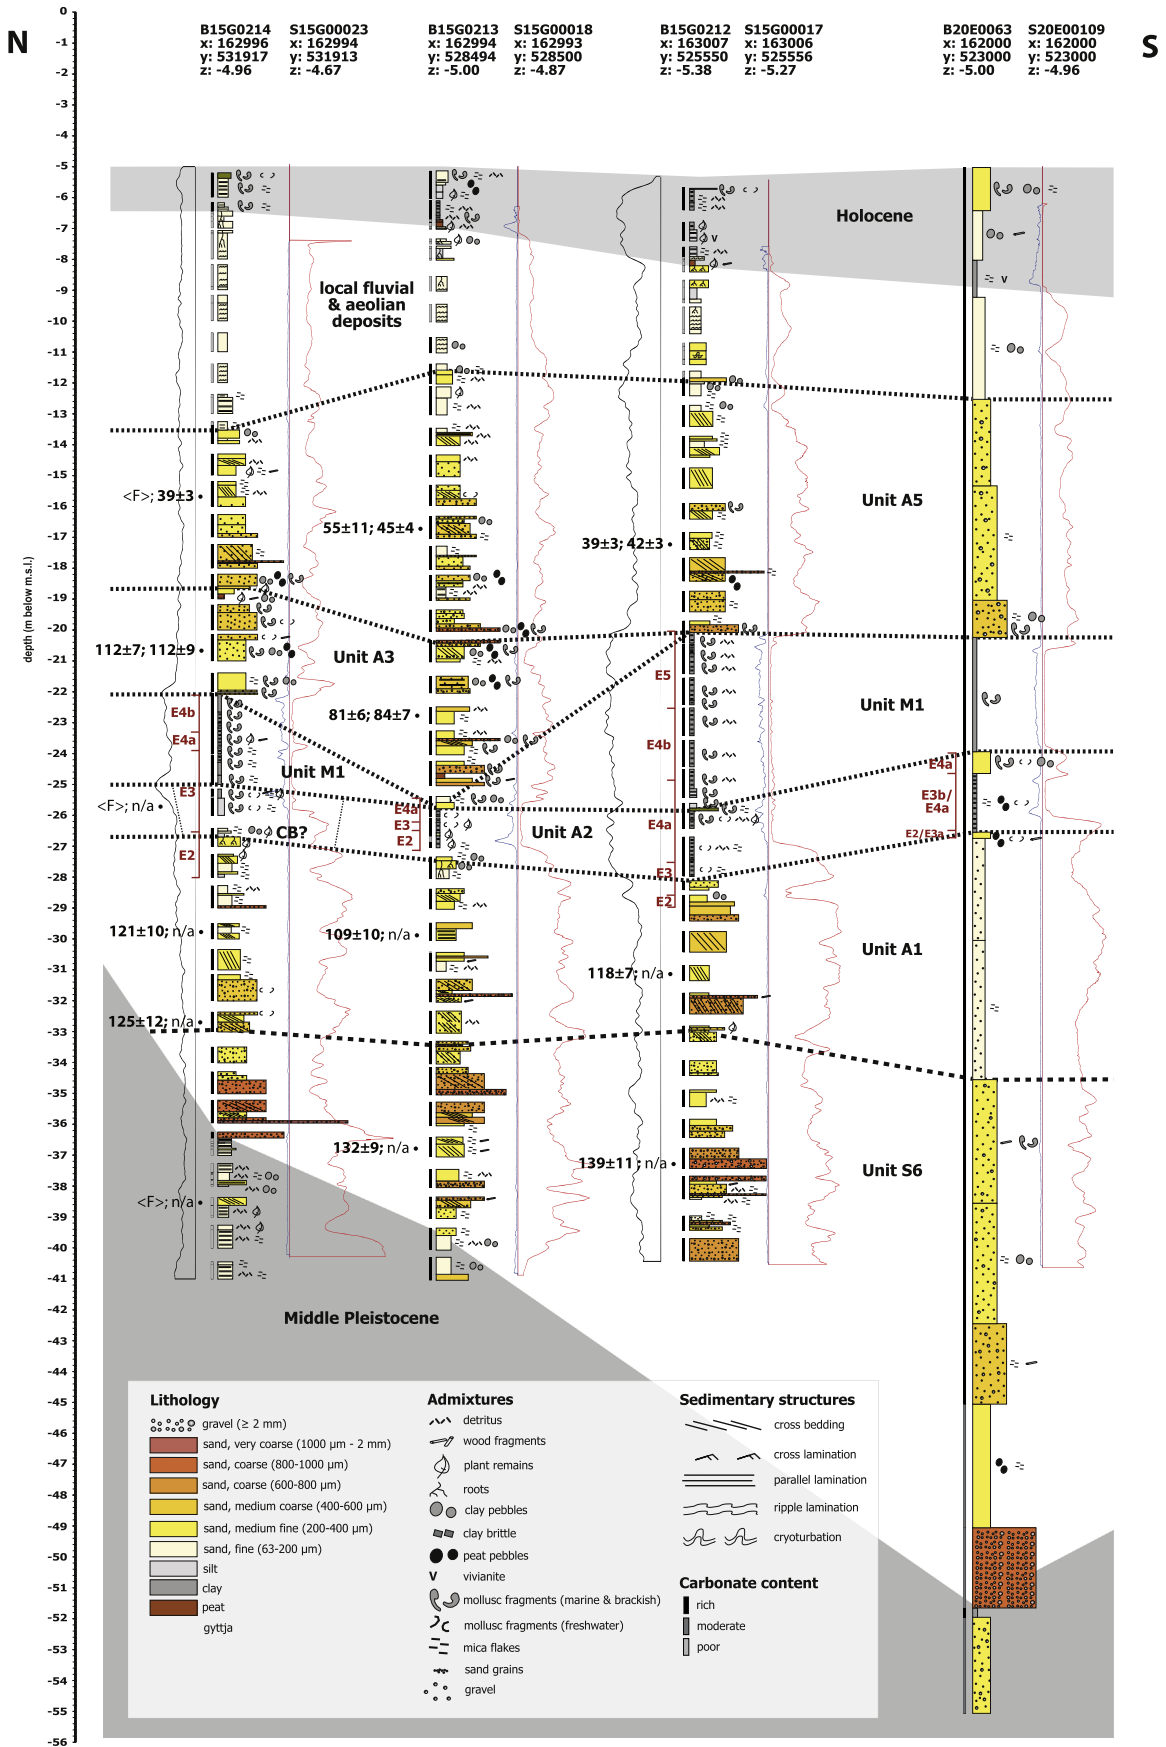 N
S
B15G0214
x: 162996
y: 531917
z: -4.96
S15G00023
x: 162994
y: 531913
z: -4.67
B15G0213
x: 162994
y: 528494
z: -5.00
S15G00018
x: 162993
y: 528500
z: -4.87
B15G0212
x: 163007
y: 525550
z: -5.38
S15G00017
x: 163006
y: 525556
z: -5.27
B20E0063
x: 162000
y: 523000
z: -5.00
S20E00109
x: 162000
y: 523000
z: -4.96
depth (m below m.s.l.)
0
-1
-2
-3
-4
-5
-6
-7
-8
-9
-10
-11
-12
-13
-14
-15
-16
-17
-18
-19
-20
-21
-22
-23
-24
-25
-26
-27
-28
-29
-30
-31
-32
-33
-34
-35
-36
-37
-38
-39
-40
-41
-42
-43
-44
-45
-46
-47
-48
-49
-50
-51
-52
-53
-54
-55
-56
Holocene
v
v
local fluvial
& aeolian
deposits
<F>; 39±3
55±11; 45±4
39±3; 42±3
Unit A5
112±7; 112±9
Unit A3
81±6; 84±7
Unit M1
Unit M1
E4b
E4a
E3
E2
<F>; n/a
CB?
E4a
E3
E2
Unit A2
E5
E4b
E4a
E3
E2
E4a
E3b/
E4a
E2/E3a
121±10; n/a
109±10; n/a
118±7; n/a
Unit A1
125±12; n/a
132±9; n/a
139±11; n/a
Unit S6
<F>; n/a
Middle Pleistocene
Lithology
gravel (≥ 2 mm)
sand, very coarse (1000 µm - 2 mm)
sand, coarse (800-1000 µm)
sand, coarse (600-800 µm)
sand, medium coarse (400-600 µm)
sand, medium fine (200-400 µm)
sand, fine (63-200 µm)
silt
clay
peat
gyttja
Admixtures
detritus
wood fragments
plant remains
roots
clay pebbles
clay brittle
peat pebbles
v vivianite
mollusc fragments (marine & brackish)
mollusc fragments (freshwater)
mica flakes
sand grains
gravel
Sedimentary structures
cross bedding
cross lamination
parallel lamination
ripple lamination
cryoturbation
Carbonate content
rich
moderate
poor